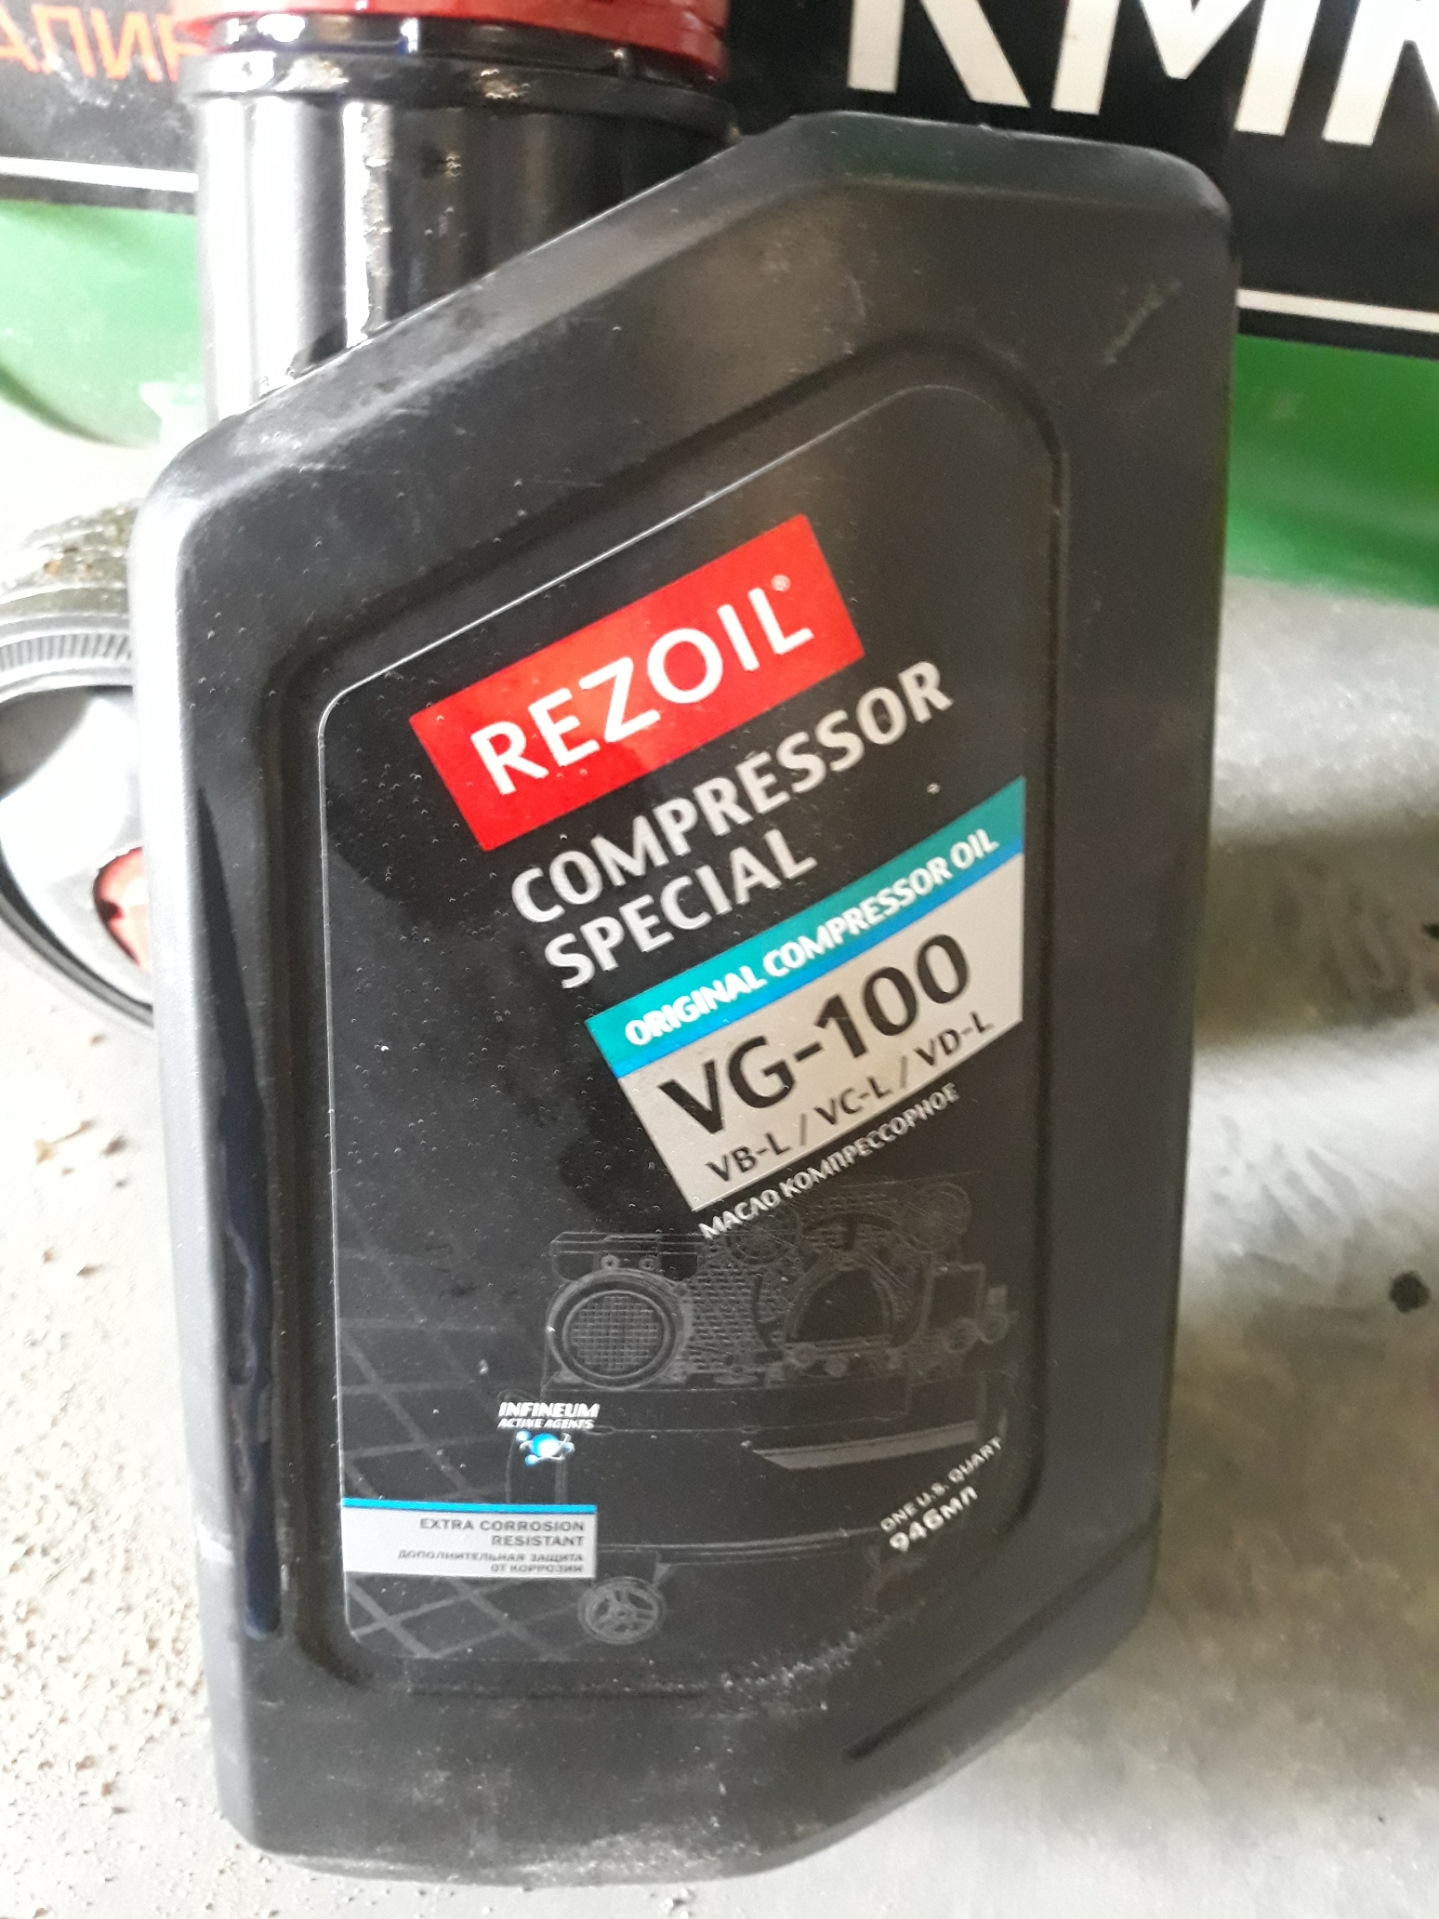 REZOIL®
COMPRESSOR
SPECIAL
ORIGINAL COMPRESSOR OIL
VG-100
VB-L / VC-L / VD-L
МАСЛО КОМПРЕССОРНОЕ
INFINEUM
ACTIVE AGENTS
EXTRA CORROSION
RESISTANT
ДОПОЛНИТЕЛЬНАЯ ЗАЩИТА
ОТ КОРРОЗИИ
ONE U.S. QUART
946МЛ